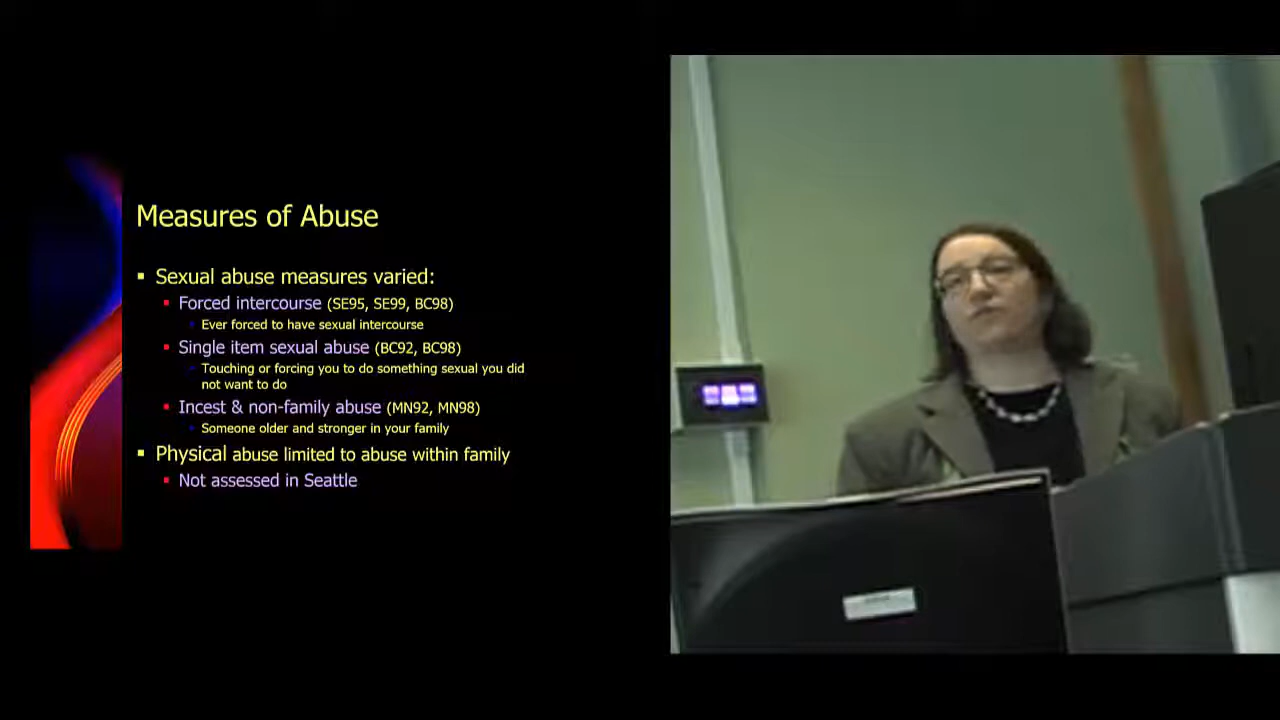 Measures of Abuse
▪ Sexual abuse measures varied:
▪ Forced intercourse (SE95, SE99, BC98)
▪ Ever forced to have sexual intercourse
▪ Single item sexual abuse (BC92, BC98)
▪ Touching or forcing you to do something sexual you did
not want to do
▪ Incest & non-family abuse (MN92, MN98)
▪ Someone older and stronger in your family
▪ Physical abuse limited to abuse within family
▪ Not assessed in Seattle